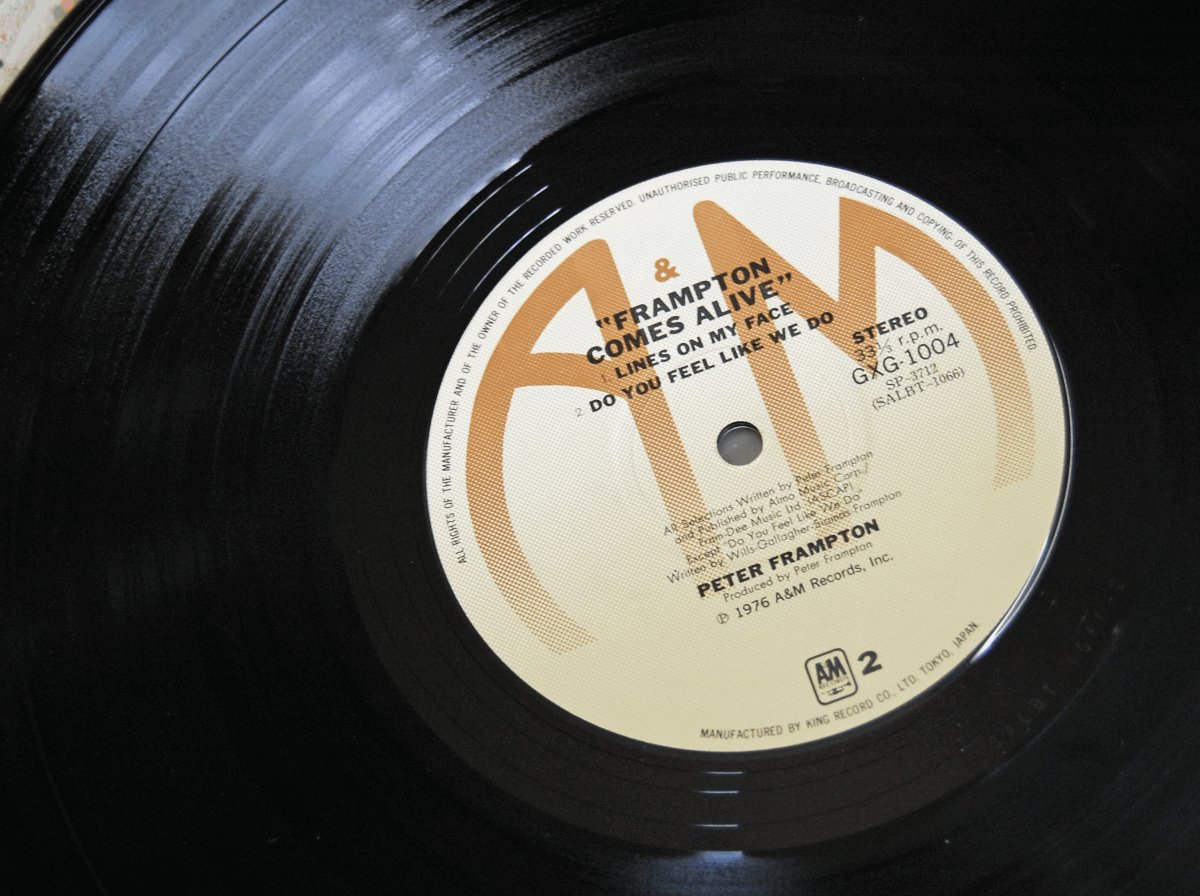 ALL RIGHTS OF THE MANUFACTURER AND OF THE OWNER OF THE RECORDED WORK RESERVED. UNAUTHORISED PUBLIC PERFORMANCE, BROADCASTING AND COPYING OF THIS RECORD PROHIBITED.
A & M
"FRAMPTON
COMES ALIVE"
1. LINES ON MY FACE
2. DO YOU FEEL LIKE WE DO
STEREO
33⅓ r.p.m.
GXG-1004
SP-3712
(SALBT-1066)
All Selections Written by Peter Frampton
and Published by Almo Music Corp./
Fram-Dee Music Ltd. (ASCAP)
Except "Do You Feel Like We Do"
Written by Wills-Gallagher-Siomos-Frampton
PETER FRAMPTON
Produced by Peter Frampton
℗ 1976 A&M Records, Inc.
AM RECORDS
2
MANUFACTURED BY KING RECORD CO., LTD. TOKYO, JAPAN.